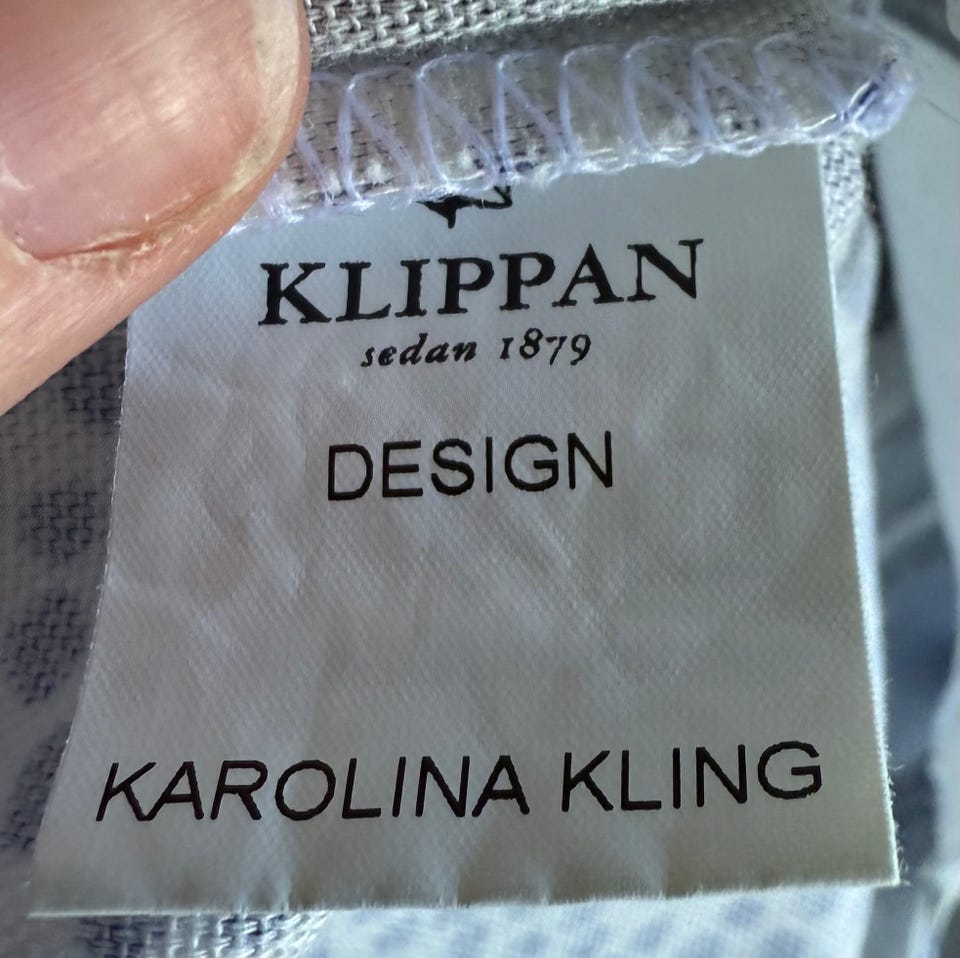 KLIPPAN
sedan 1879
DESIGN
KAROLINA KLING